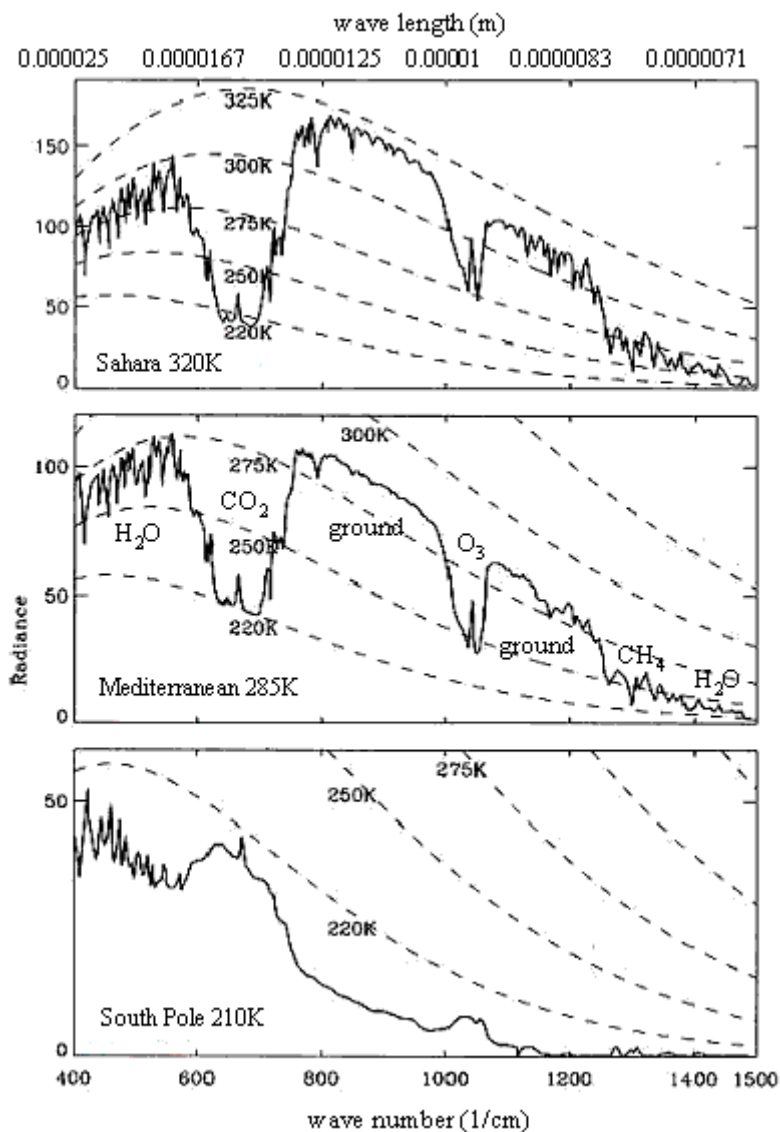 wave length (m)
0.000025 0.0000167 0.0000125 0.00001 0.0000083 0.0000071
325K
150
300K
100
275K
250K
50
220K
Sahara 320K
0
300K
100
275K
CO₂
H₂O
ground
O₃
250K
50
220K
ground
CH₄
H₂O
Mediterranean 285K
0
Radiance
275K
50
250K
220K
South Pole 210K
0
400 600 800 1000 1200 1400 1500
wave number (1/cm)